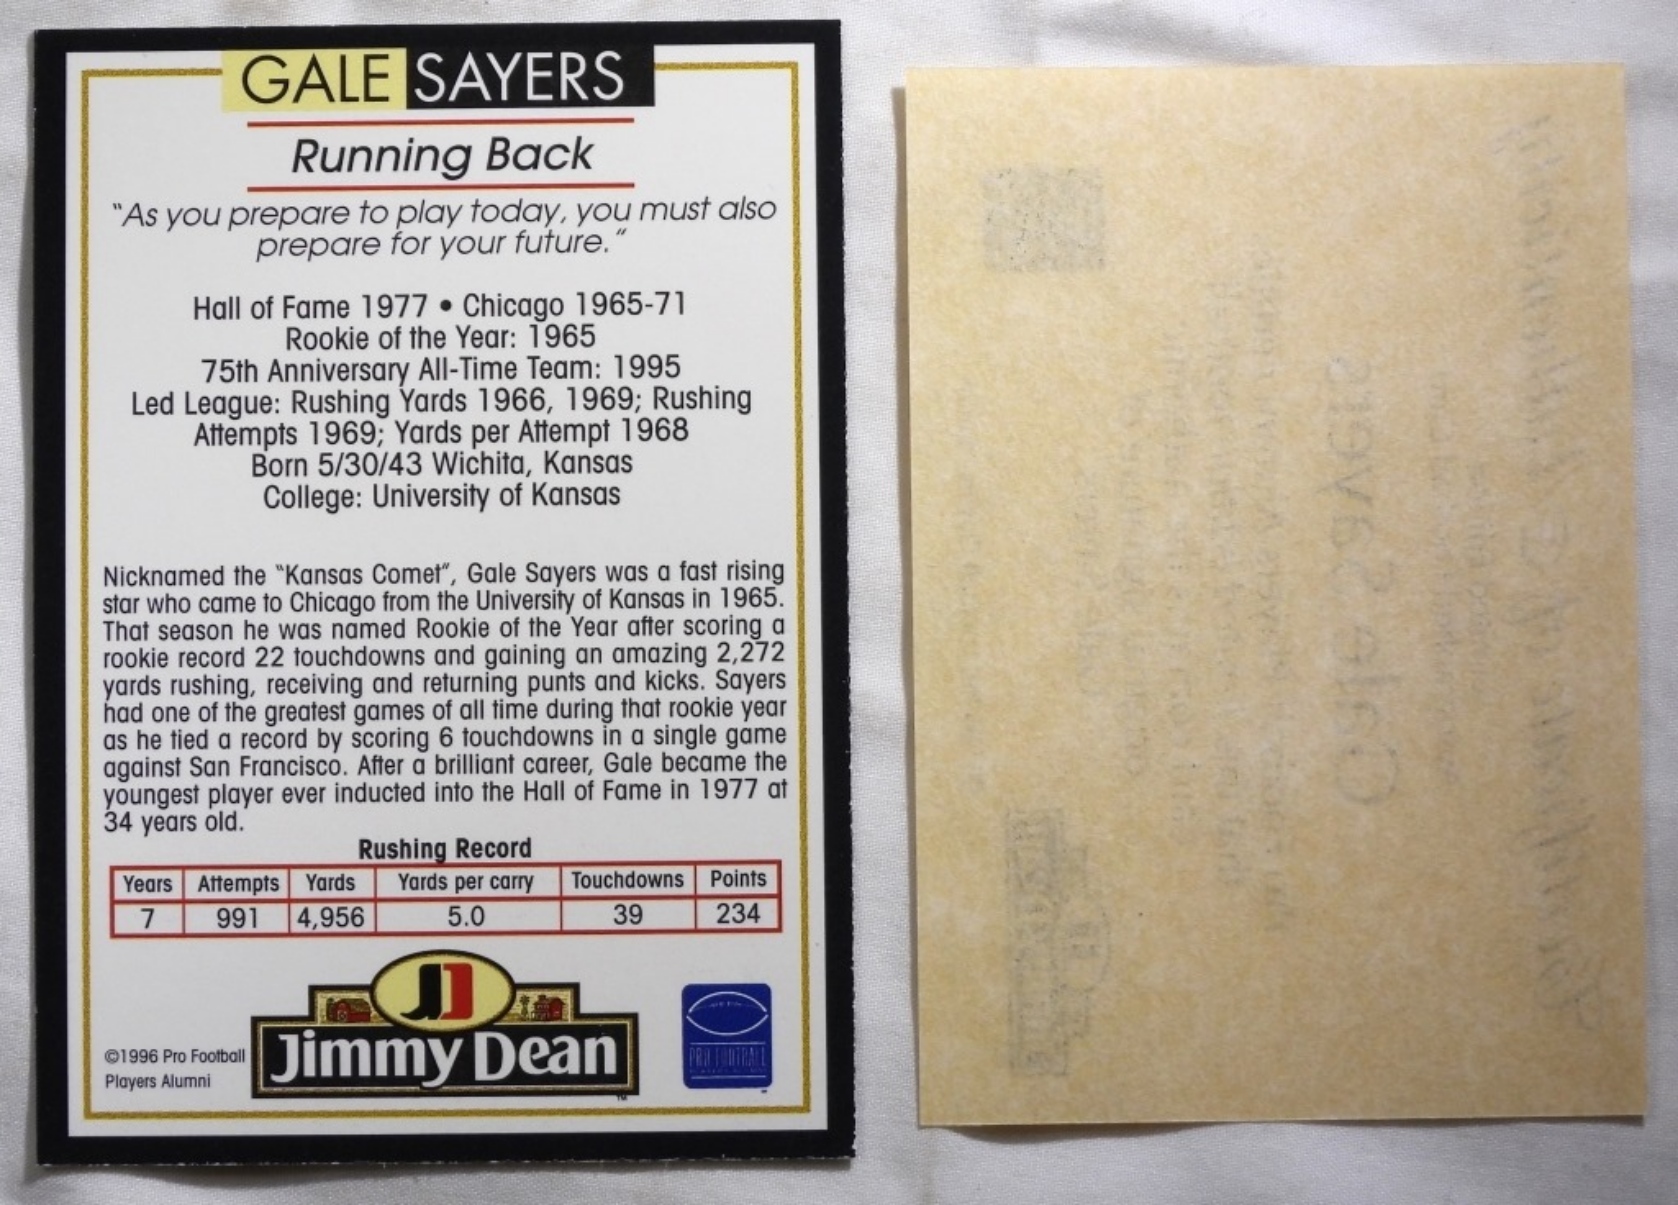 GALE SAYERS
Running Back
"As you prepare to play today, you must also
prepare for your future."
Hall of Fame 1977 • Chicago 1965-71
Rookie of the Year: 1965
75th Anniversary All-Time Team: 1995
Led League: Rushing Yards 1966, 1969; Rushing
Attempts 1969; Yards per Attempt 1968
Born 5/30/43 Wichita, Kansas
College: University of Kansas
Nicknamed the "Kansas Comet", Gale Sayers was a fast rising
star who came to Chicago from the University of Kansas in 1965.
That season he was named Rookie of the Year after scoring a
rookie record 22 touchdowns and gaining an amazing 2,272
yards rushing, receiving and returning punts and kicks. Sayers
had one of the greatest games of all time during that rookie year
as he tied a record by scoring 6 touchdowns in a single game
against San Francisco. After a brilliant career, Gale became the
youngest player ever inducted into the Hall of Fame in 1977 at
34 years old.
Rushing Record
Years Attempts Yards Yards per carry Touchdowns Points
7 991 4,956 5.0 39 234
Jimmy Dean
TM
©1996 Pro Football
Players Alumni
PRO FOOTBALL
Gale Sayers